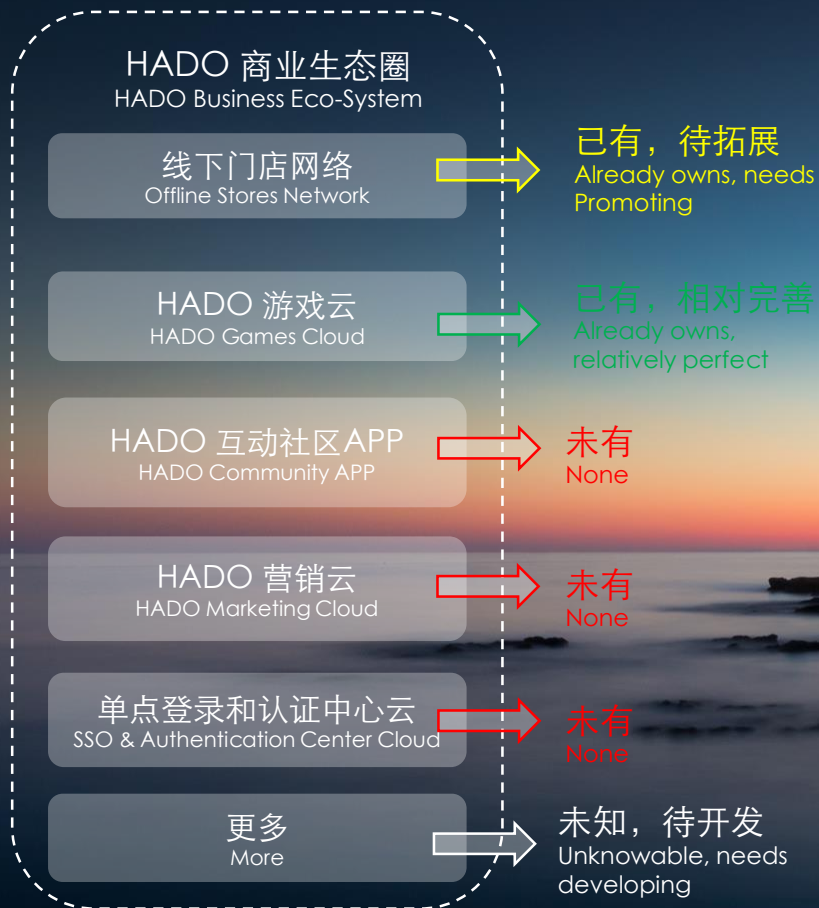 HADO 商业生态圈
HADO Business Eco-System
线下门店网络
Offline Stores Network
已有，待拓展
Already owns, needs
Promoting
HADO 游戏云
HADO Games Cloud
已有，相对完善
Already owns,
relatively perfect
HADO 互动社区APP
HADO Community APP
未有
None
HADO 营销云
HADO Marketing Cloud
未有
None
单点登录和认证中心云
SSO & Authentication Center Cloud
未有
None
更多
More
未知，待开发
Unknowable, needs
developing